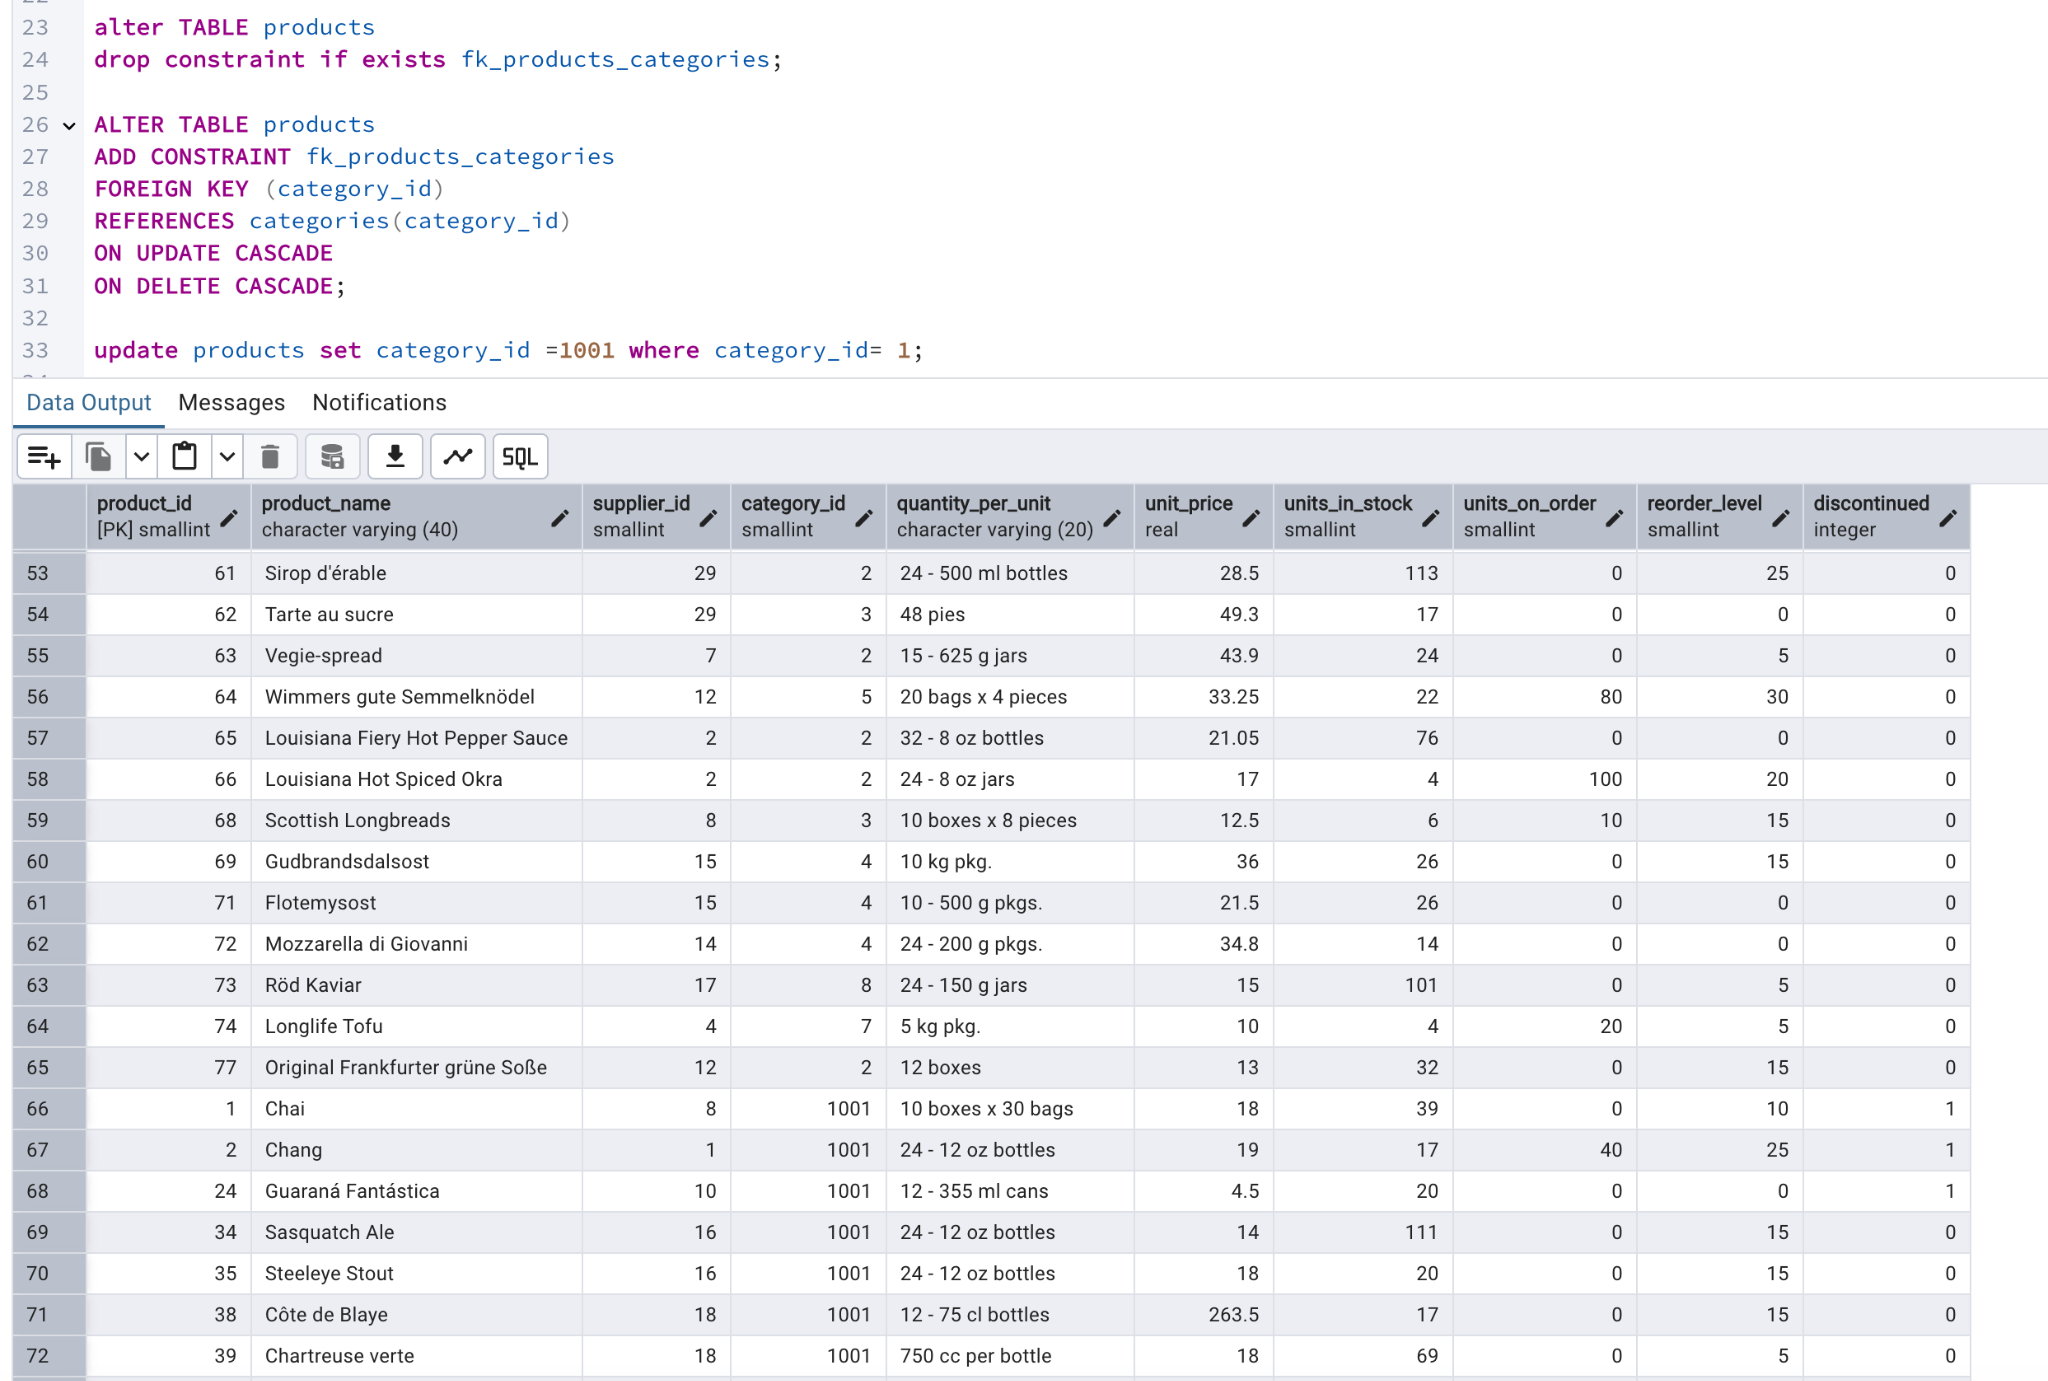 23 alter TABLE products
24 drop constraint if exists fk_products_categories;
25
26 ALTER TABLE products
27 ADD CONSTRAINT fk_products_categories
28 FOREIGN KEY (category_id)
29 REFERENCES categories(category_id)
30 ON UPDATE CASCADE
31 ON DELETE CASCADE;
32
33 update products set category_id =1001 where category_id= 1;
Data Output Messages Notifications
SQL
product_id product_name supplier_id category_id quantity_per_unit unit_price units_in_stock units_on_order reorder_level discontinued
[PK] smallint character varying (40) smallint smallint character varying (20) real smallint smallint smallint integer
53 61 Sirop d'érable 29 2 24 - 500 ml bottles 28.5 113 0 25 0
54 62 Tarte au sucre 29 3 48 pies 49.3 17 0 0 0
55 63 Vegie-spread 7 2 15 - 625 g jars 43.9 24 0 5 0
56 64 Wimmers gute Semmelknödel 12 5 20 bags x 4 pieces 33.25 22 80 30 0
57 65 Louisiana Fiery Hot Pepper Sauce 2 2 32 - 8 oz bottles 21.05 76 0 0 0
58 66 Louisiana Hot Spiced Okra 2 2 24 - 8 oz jars 17 4 100 20 0
59 68 Scottish Longbreads 8 3 10 boxes x 8 pieces 12.5 6 10 15 0
60 69 Gudbrandsdalsost 15 4 10 kg pkg. 36 26 0 15 0
61 71 Flotemysost 15 4 10 - 500 g pkgs. 21.5 26 0 0 0
62 72 Mozzarella di Giovanni 14 4 24 - 200 g pkgs. 34.8 14 0 0 0
63 73 Röd Kaviar 17 8 24 - 150 g jars 15 101 0 5 0
64 74 Longlife Tofu 4 7 5 kg pkg. 10 4 20 5 0
65 77 Original Frankfurter grüne Soße 12 2 12 boxes 13 32 0 15 0
66 1 Chai 8 1001 10 boxes x 30 bags 18 39 0 10 1
67 2 Chang 1 1001 24 - 12 oz bottles 19 17 40 25 1
68 24 Guaraná Fantástica 10 1001 12 - 355 ml cans 4.5 20 0 0 1
69 34 Sasquatch Ale 16 1001 24 - 12 oz bottles 14 111 0 15 0
70 35 Steeleye Stout 16 1001 24 - 12 oz bottles 18 20 0 15 0
71 38 Côte de Blaye 18 1001 12 - 75 cl bottles 263.5 17 0 15 0
72 39 Chartreuse verte 18 1001 750 cc per bottle 18 69 0 5 0